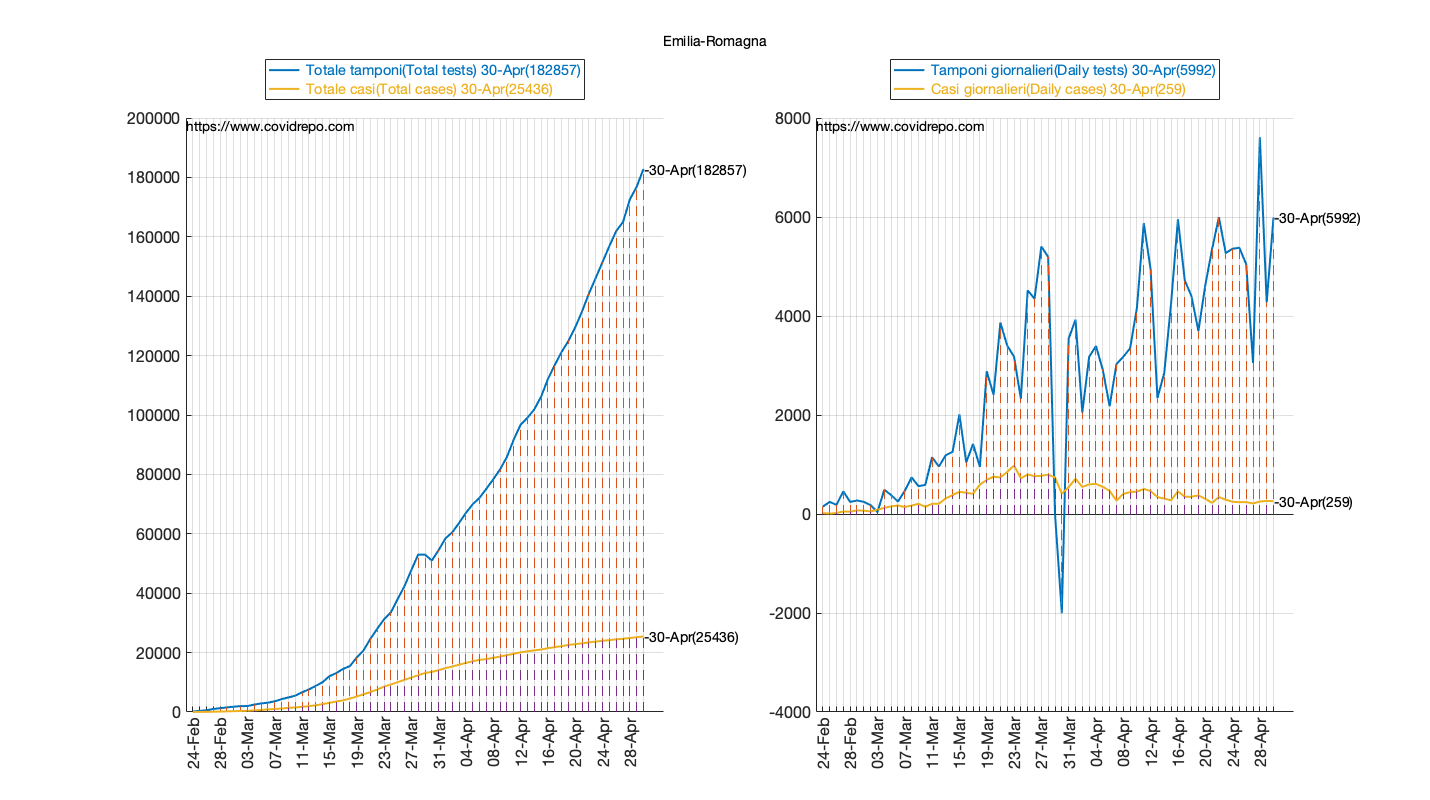 Emilia-Romagna
Totale tamponi(Total tests) 30-Apr(182857)
Totale casi(Total cases) 30-Apr(25436)
https://www.covidrepo.com
200000
180000
160000
140000
120000
100000
80000
60000
40000
20000
0
-30-Apr(182857)
-30-Apr(25436)
24-Feb
28-Feb
03-Mar
07-Mar
11-Mar
15-Mar
19-Mar
23-Mar
27-Mar
31-Mar
04-Apr
08-Apr
12-Apr
16-Apr
20-Apr
24-Apr
28-Apr
Tamponi giornalieri(Daily tests) 30-Apr(5992)
Casi giornalieri(Daily cases) 30-Apr(259)
https://www.covidrepo.com
8000
6000
4000
2000
0
-2000
-4000
-30-Apr(5992)
-30-Apr(259)
24-Feb
28-Feb
03-Mar
07-Mar
11-Mar
15-Mar
19-Mar
23-Mar
27-Mar
31-Mar
04-Apr
08-Apr
12-Apr
16-Apr
20-Apr
24-Apr
28-Apr